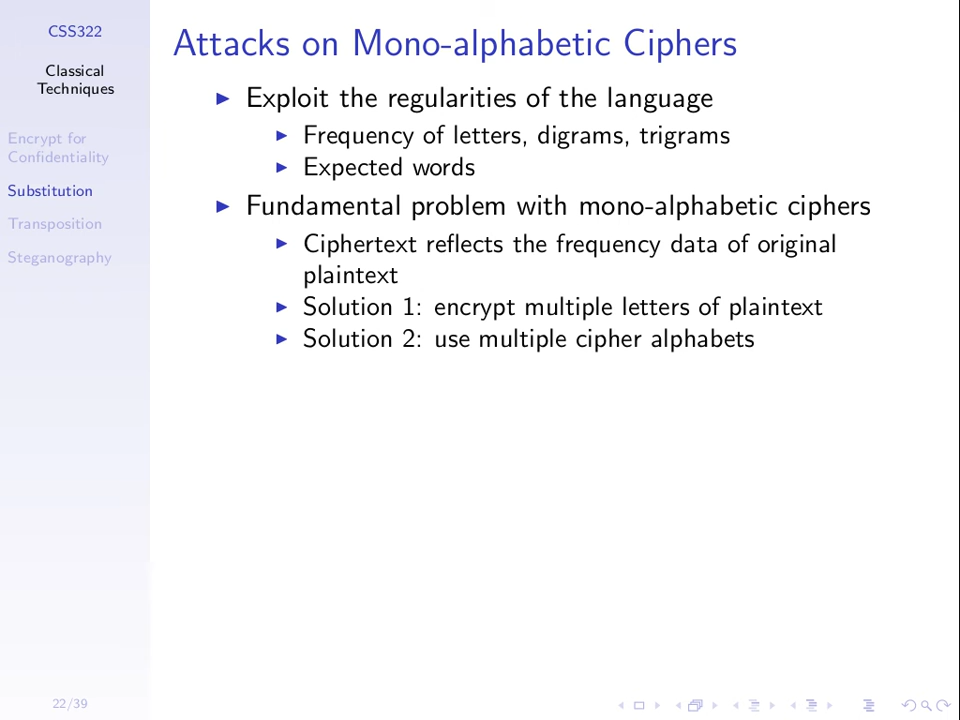 CSS322
Classical
Techniques
Encrypt for
Confidentiality
Substitution
Transposition
Steganography
22/39
Attacks on Mono-alphabetic Ciphers
Exploit the regularities of the language
Frequency of letters, digrams, trigrams
Expected words
Fundamental problem with mono-alphabetic ciphers
Ciphertext reflects the frequency data of original
plaintext
Solution 1: encrypt multiple letters of plaintext
Solution 2: use multiple cipher alphabets